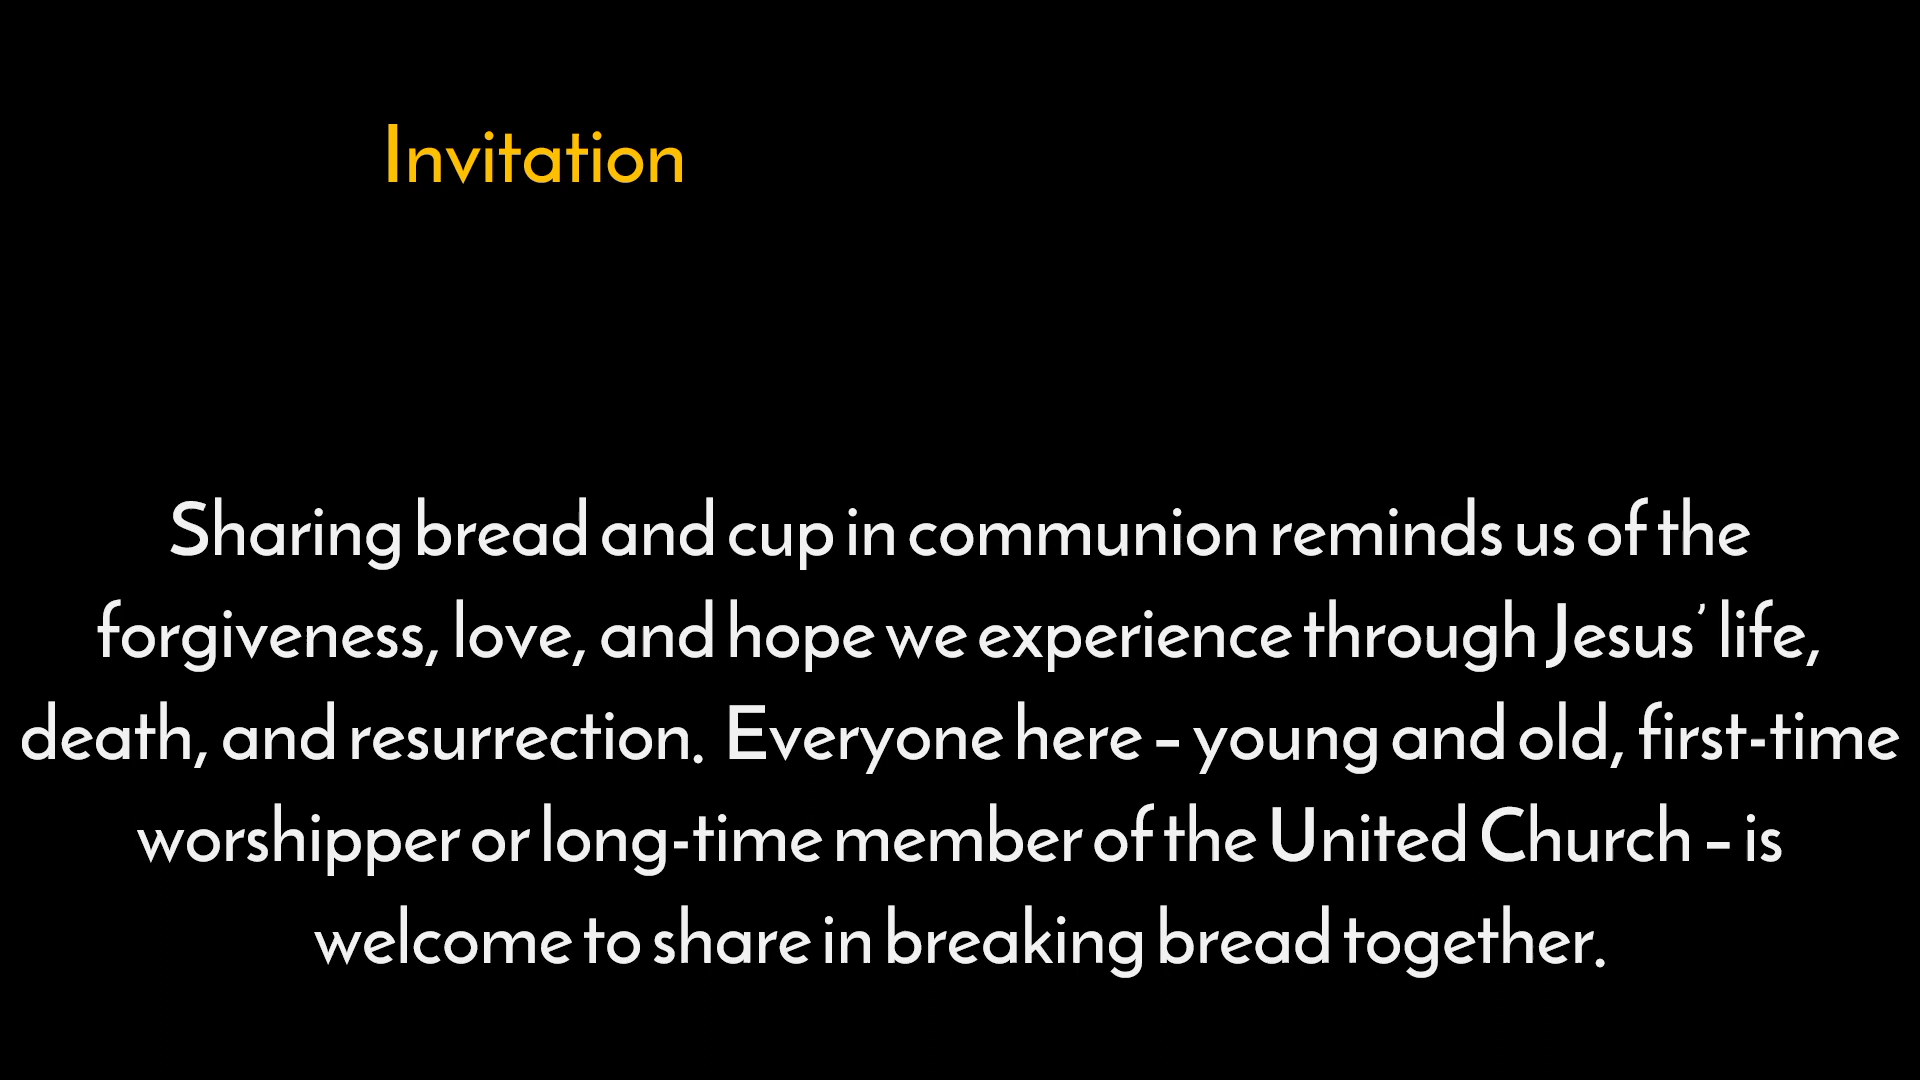 Invitation
Sharing bread and cup in communion reminds us of the
forgiveness, love, and hope we experience through Jesus’ life,
death, and resurrection.  Everyone here – young and old, first-time
worshipper or long-time member of the United Church – is
welcome to share in breaking bread together.